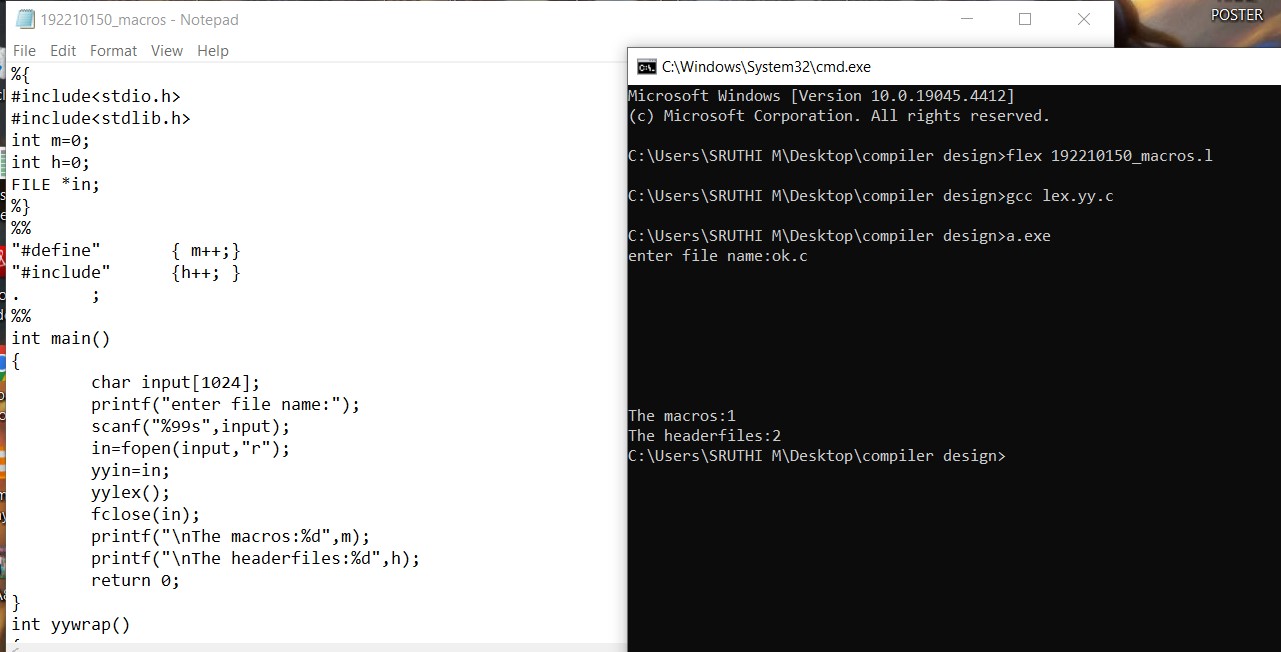 192210150_macros - Notepad
File Edit Format View Help
%{
#include<stdio.h>
#include<stdlib.h>
int m=0;
int h=0;
FILE *in;
%}
%%
"#define" { m++;}
"#include" {h++; }
. ;
%%
int main()
{
char input[1024];
printf("enter file name:");
scanf("%99s",input);
in=fopen(input,"r");
yyin=in;
yylex();
fclose(in);
printf("\nThe macros:%d",m);
printf("\nThe headerfiles:%d",h);
return 0;
}
int yywrap()
POSTER
C:\Windows\System32\cmd.exe
Microsoft Windows [Version 10.0.19045.4412]
(c) Microsoft Corporation. All rights reserved.
C:\Users\SRUTHI M\Desktop\compiler design>flex 192210150_macros.l
C:\Users\SRUTHI M\Desktop\compiler design>gcc lex.yy.c
C:\Users\SRUTHI M\Desktop\compiler design>a.exe
enter file name:ok.c
The macros:1
The headerfiles:2
C:\Users\SRUTHI M\Desktop\compiler design>